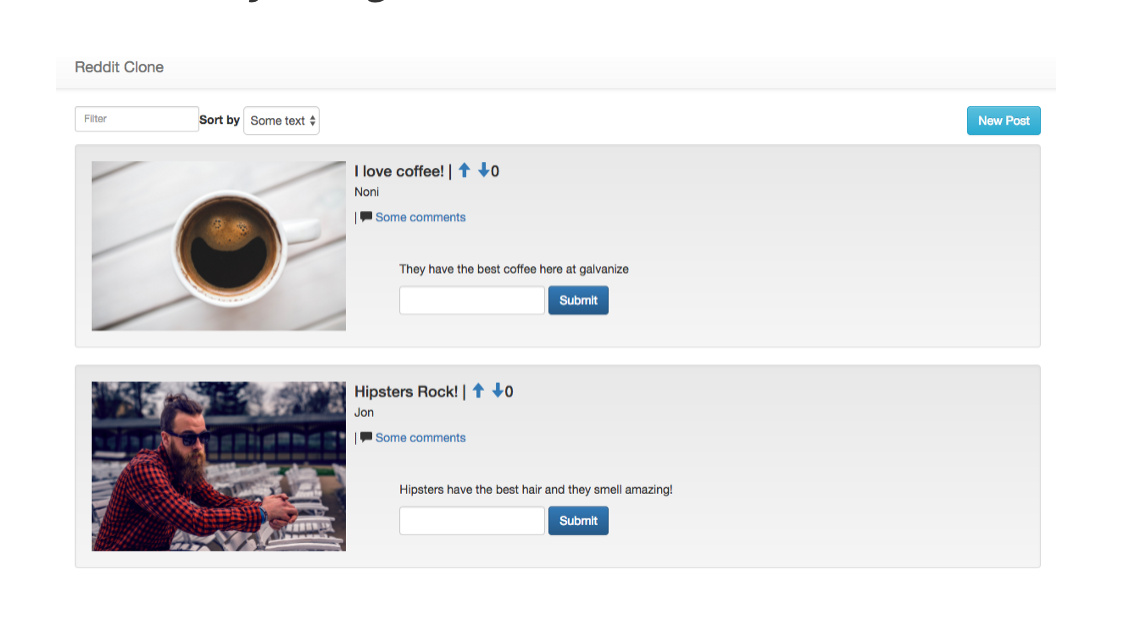 Reddit Clone
Filter Sort by Some text New Post
I love coffee! | 0
Noni
| Some comments
They have the best coffee here at galvanize
Submit
Hipsters Rock! | 0
Jon
| Some comments
Hipsters have the best hair and they smell amazing!
Submit